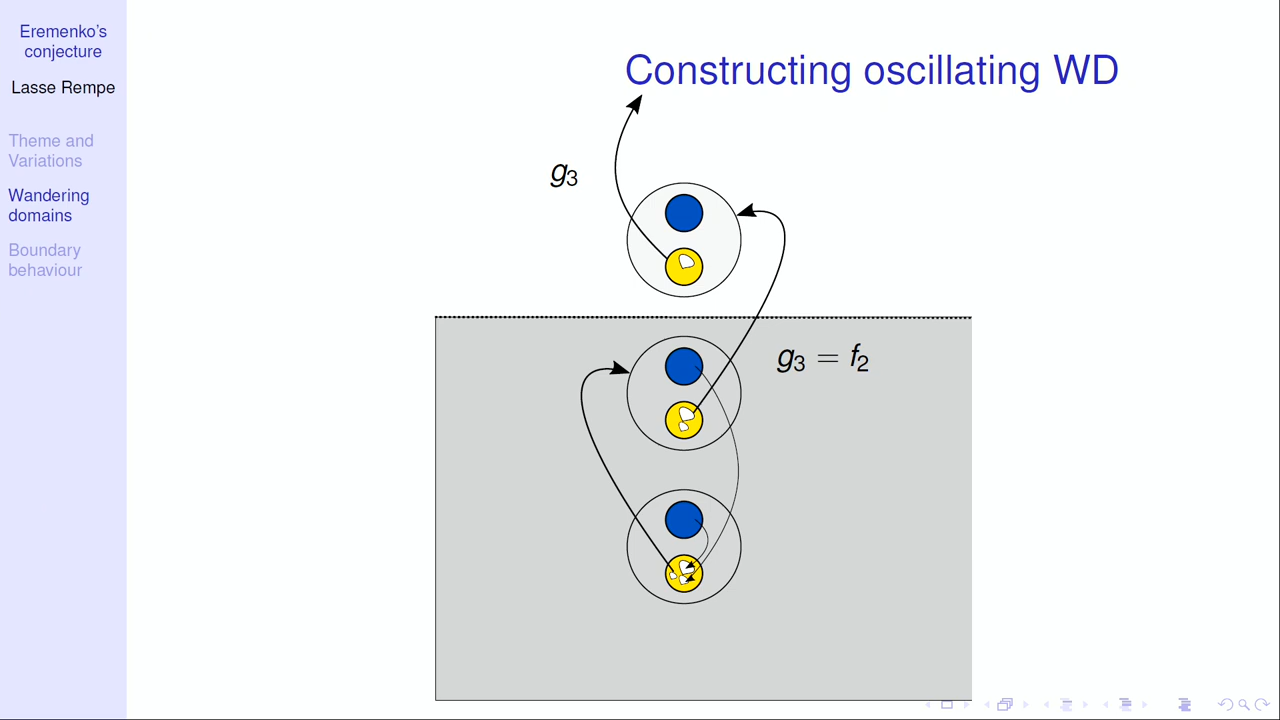 Eremenko's
conjecture
Lasse Rempe
Theme and
Variations
Wandering
domains
Boundary
behaviour
Constructing oscillating WD
g3
g3 = f2